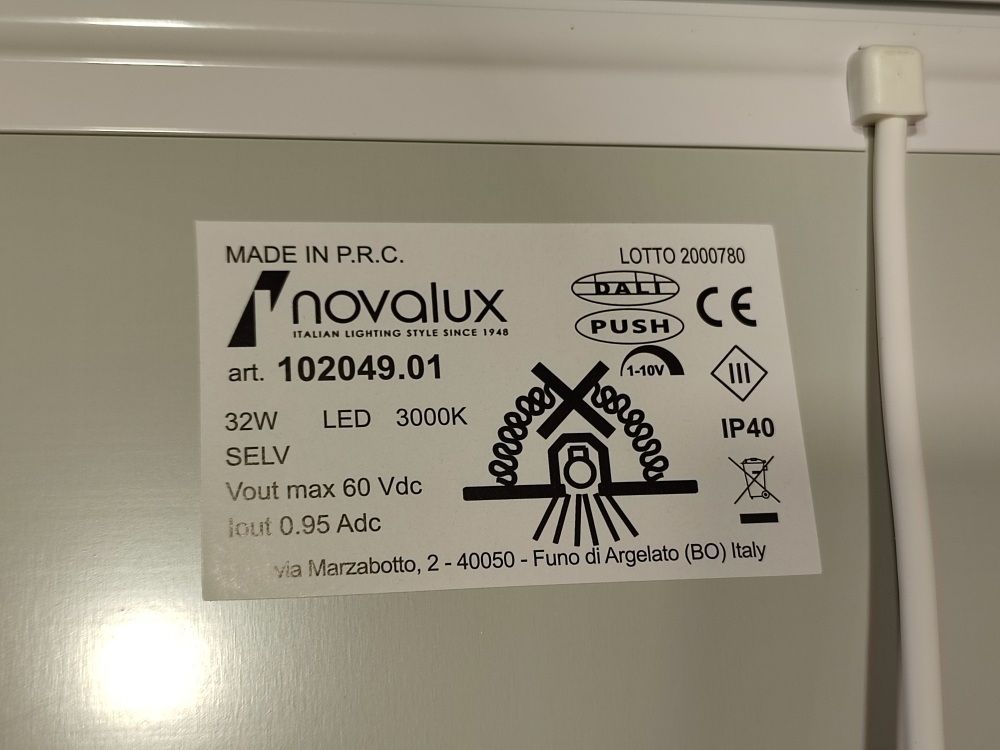 MADE IN P.R.C.
LOTTO 2000780
novalux
ITALIAN LIGHTING STYLE SINCE 1948
DALI
PUSH
CE
art. 102049.01
1-10V
III
32W LED 3000K
IP40
SELV
Vout max 60 Vdc
Iout 0.95 Adc
via Marzabotto, 2 - 40050 - Funo di Argelato (BO) Italy